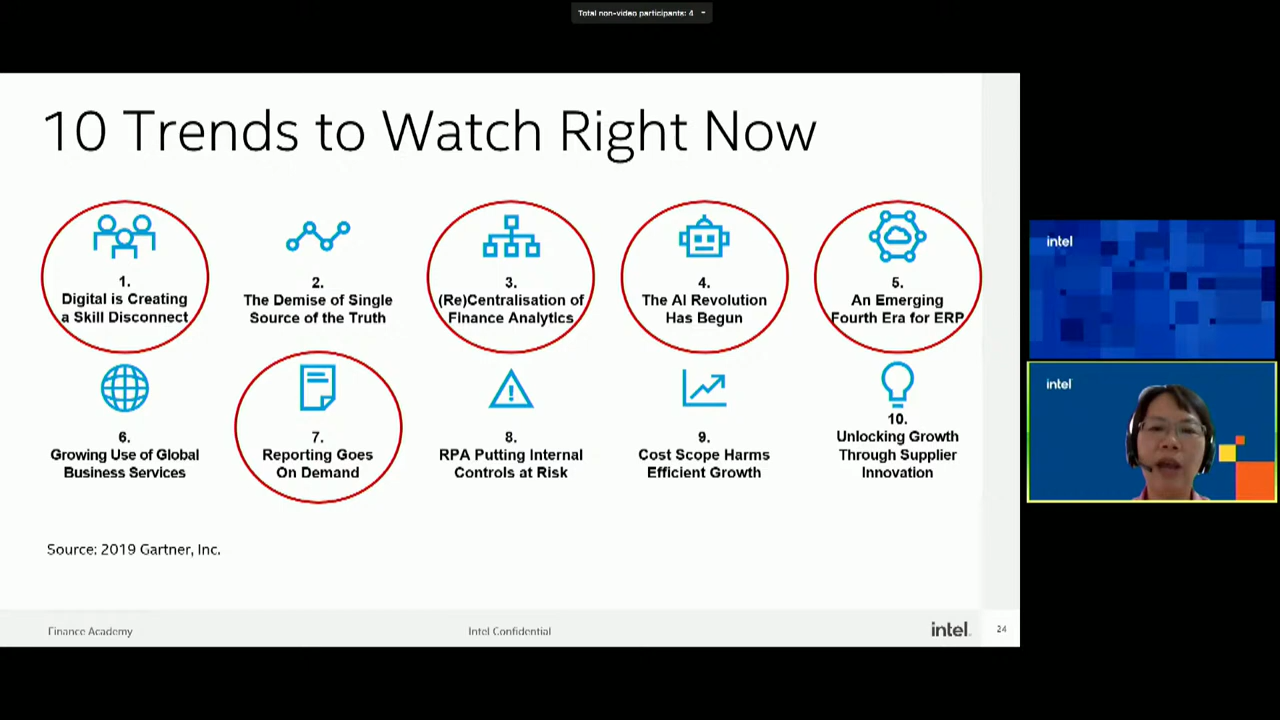 Total non-video participants: 4
10 Trends to Watch Right Now
1.
Digital is Creating
a Skill Disconnect
2.
The Demise of Single
Source of the Truth
3.
(Re)Centralisation of
Finance Analytics
4.
The AI Revolution
Has Begun
5.
An Emerging
Fourth Era for ERP
6.
Growing Use of Global
Business Services
7.
Reporting Goes
On Demand
8.
RPA Putting Internal
Controls at Risk
9.
Cost Scope Harms
Efficient Growth
10.
Unlocking Growth
Through Supplier
Innovation
Source: 2019 Gartner, Inc.
Finance Academy
Intel Confidential
intel.
24
intel
intel